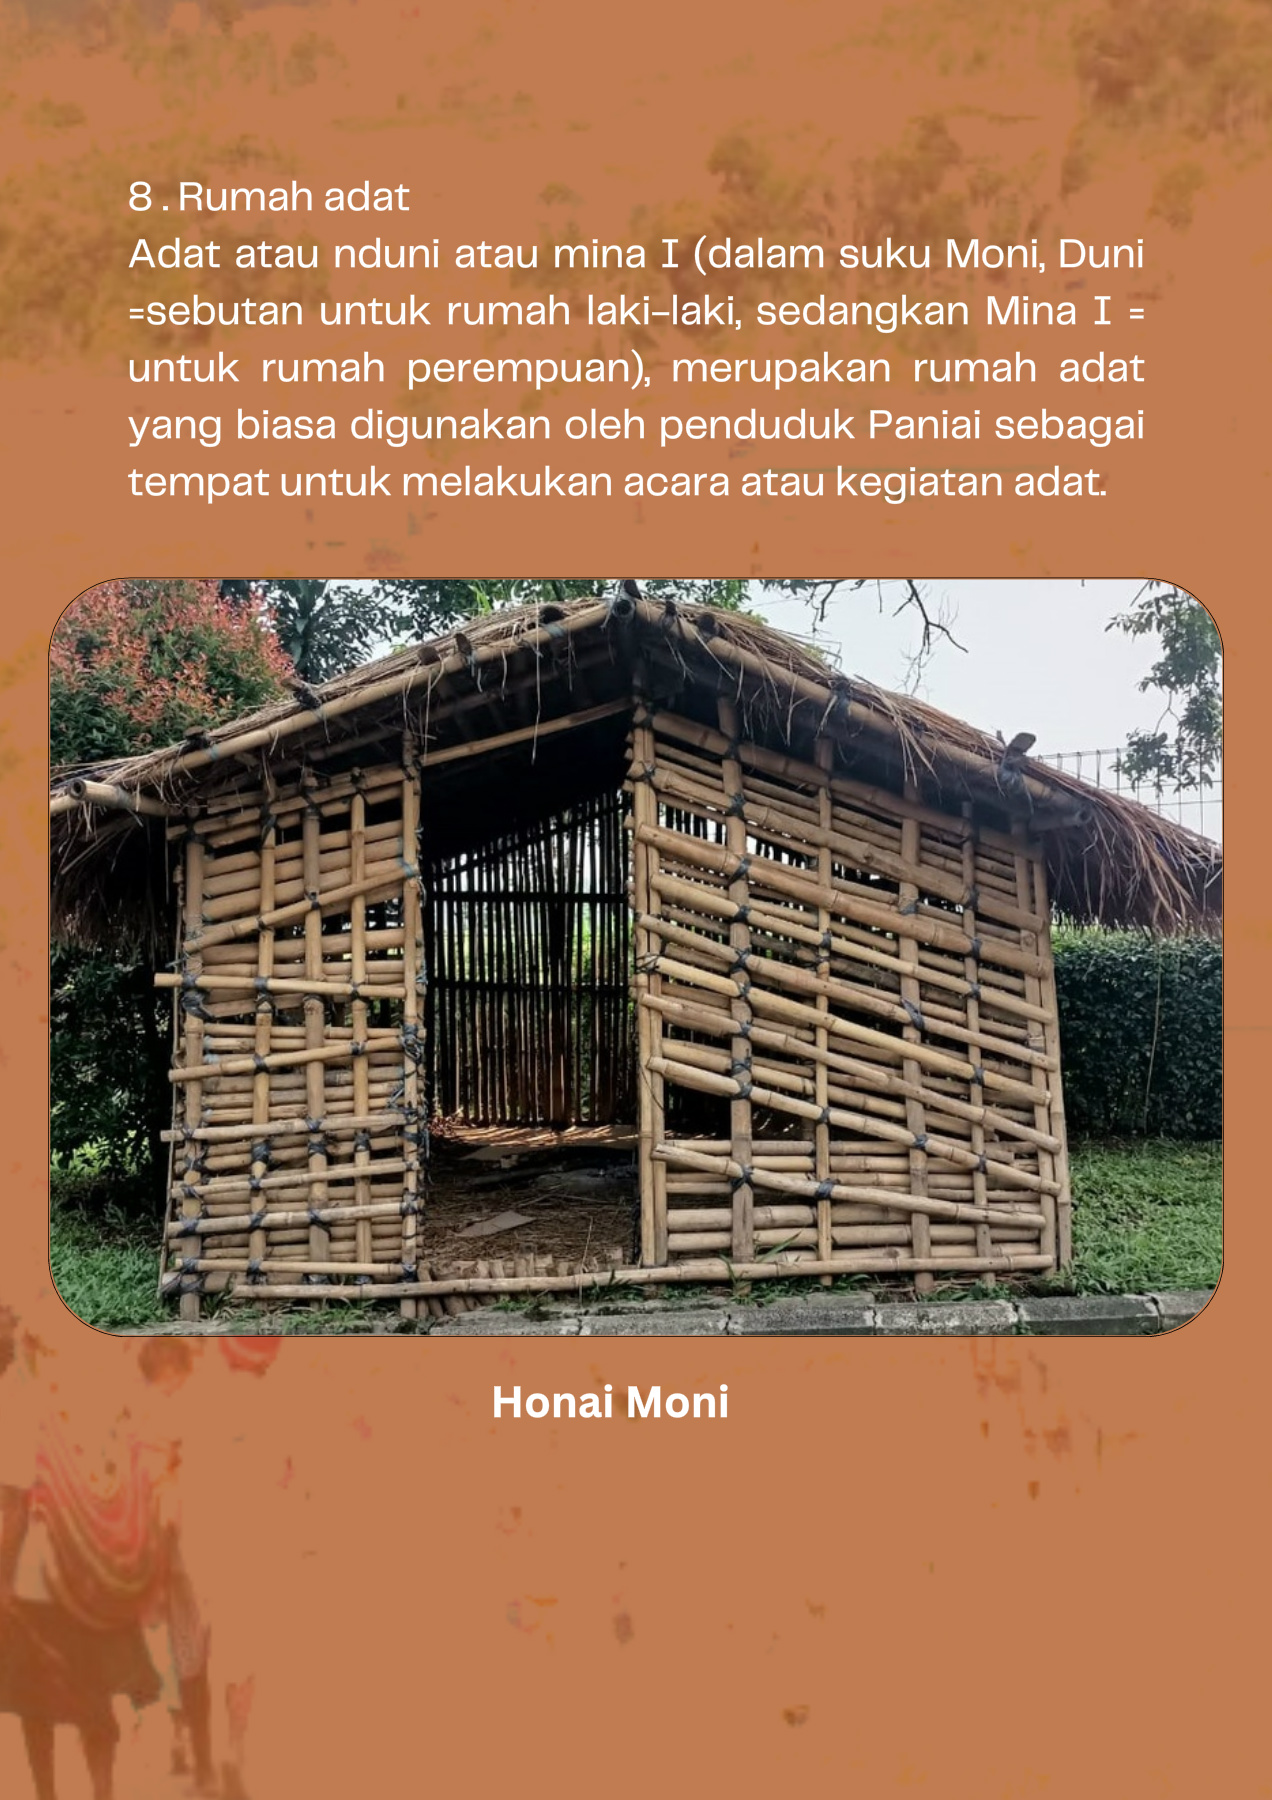 8 . Rumah adat
Adat atau nduni atau mina I (dalam suku Moni, Duni
=sebutan untuk rumah laki-laki, sedangkan Mina I =
untuk rumah perempuan), merupakan rumah adat
yang biasa digunakan oleh penduduk Paniai sebagai
tempat untuk melakukan acara atau kegiatan adat.
Honai Moni